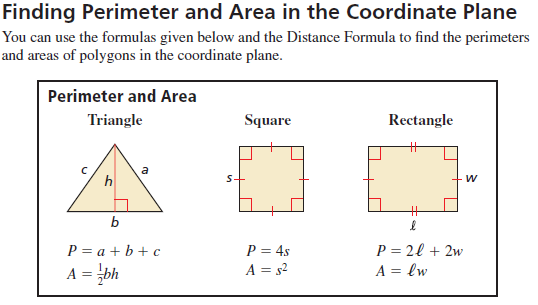 Finding Perimeter and Area in the Coordinate Plane
You can use the formulas given below and the Distance Formula to find the perimeters
and areas of polygons in the coordinate plane.
Perimeter and Area
Triangle
c
h
a
b
P = a + b + c
A = ½bh
Square
s
P = 4s
A = s²
Rectangle
w
ℓ
P = 2ℓ + 2w
A = ℓw